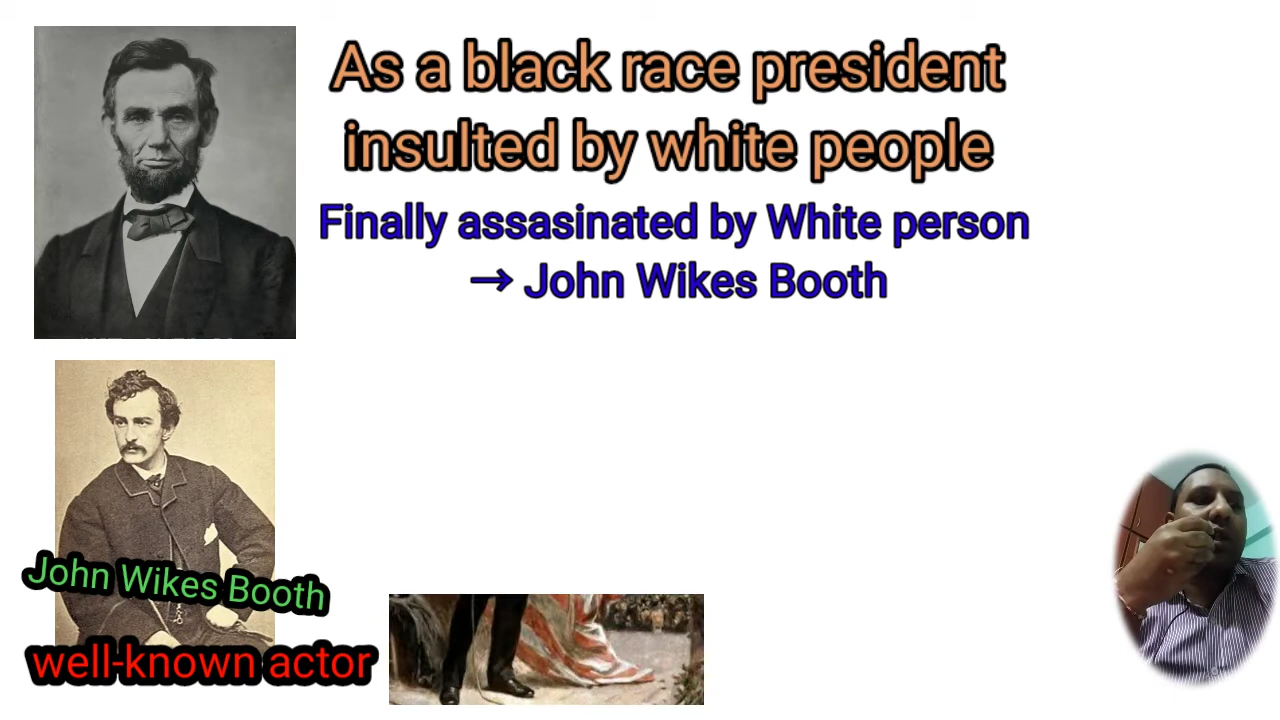 As a black race president
insulted by white people
Finally assasinated by White person
→ John Wikes Booth
John Wikes Booth
well-known actor